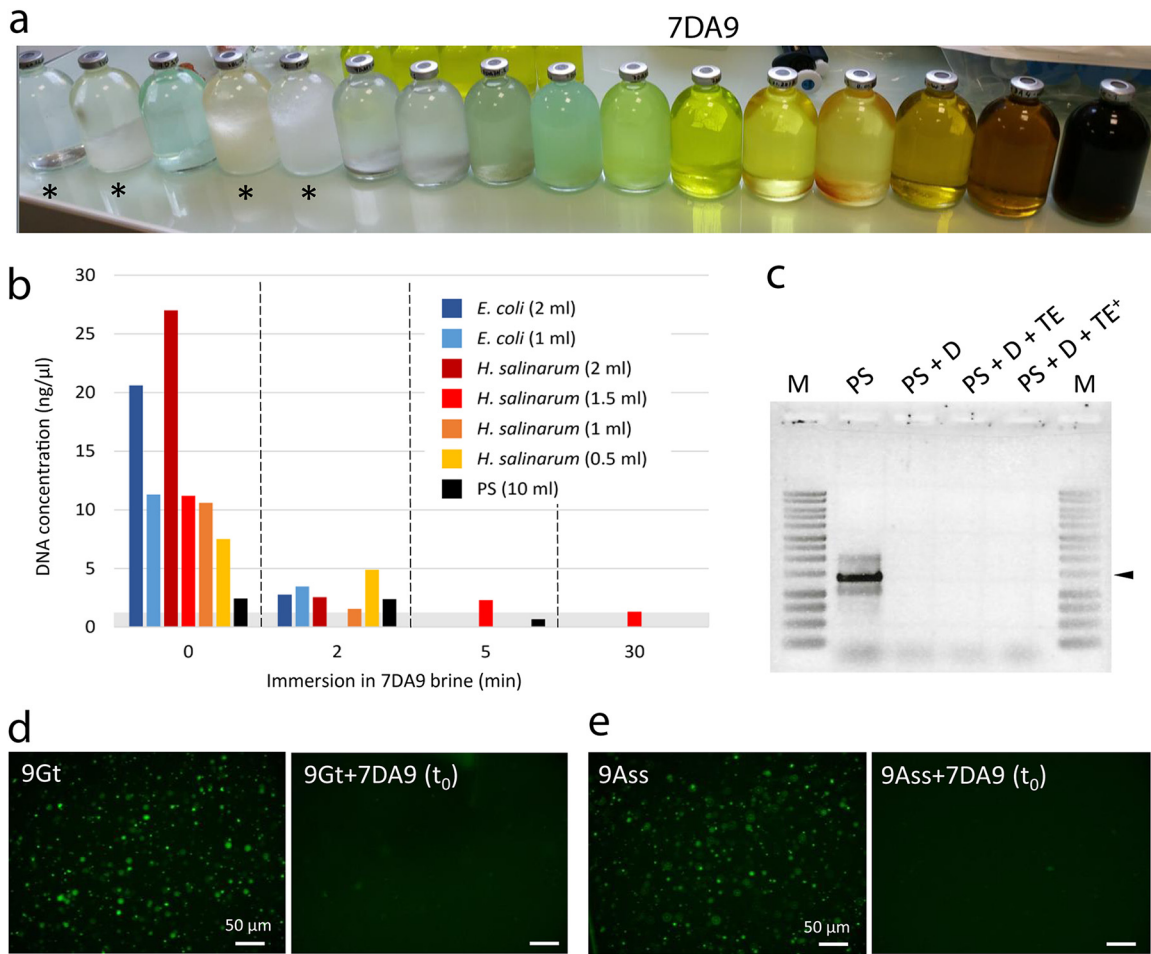 a
7DA9
* * * *
b
DNA concentration (ng/µl)
30
25
20
15
10
5
0
E. coli (2 ml)
E. coli (1 ml)
H. salinarum (2 ml)
H. salinarum (1.5 ml)
H. salinarum (1 ml)
H. salinarum (0.5 ml)
PS (10 ml)
0 2 5 30
Immersion in 7DA9 brine (min)
c
M PS PS + D PS + D + TE PS + D + TE⁺ M
d
9Gt
50 µm
9Gt+7DA9 (t₀)
e
9Ass
50 µm
9Ass+7DA9 (t₀)